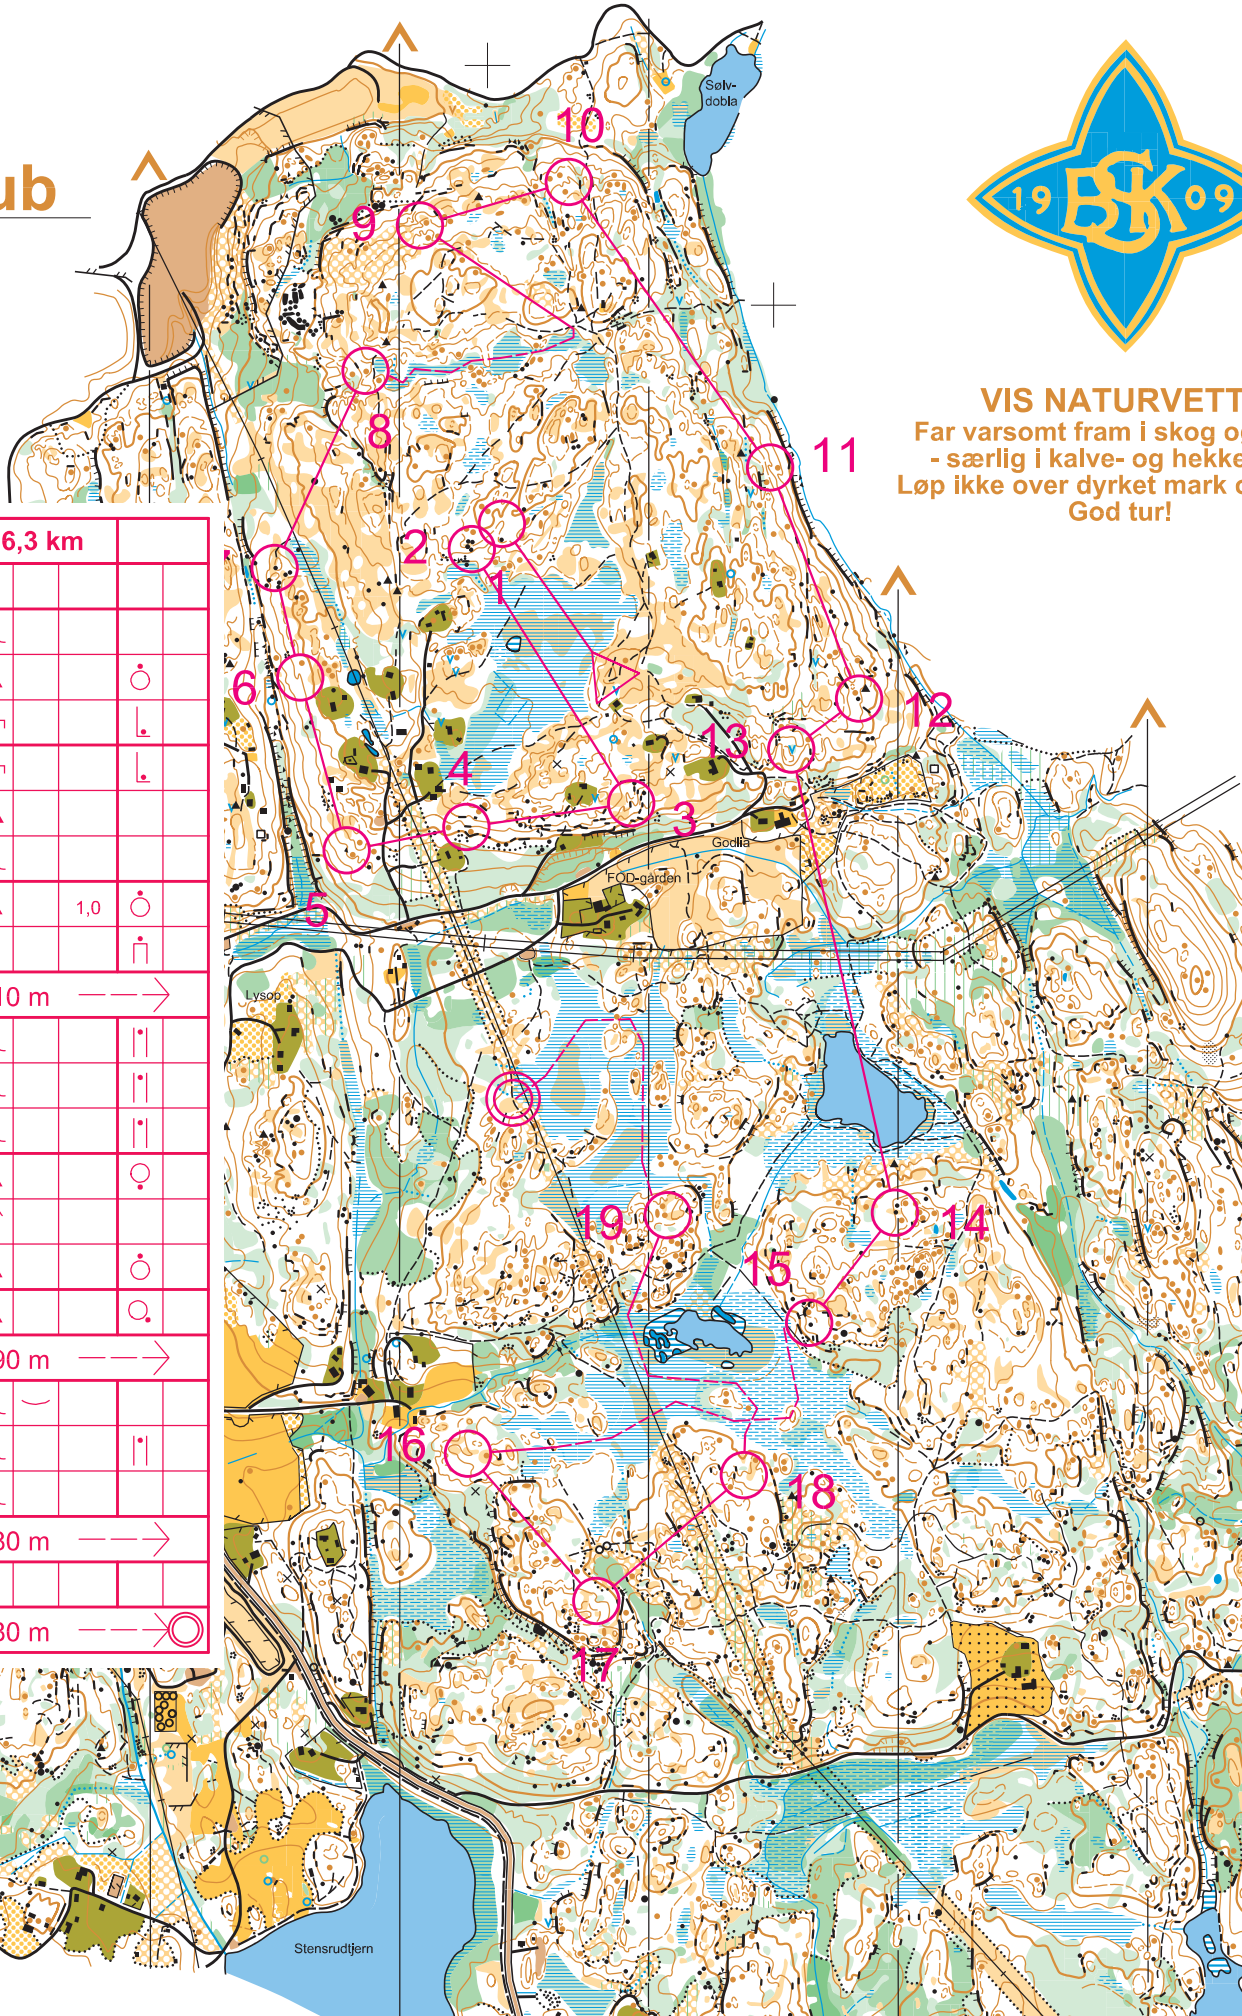 ub
Sølv-
dobla
19 BSK 09
VIS NATURVETT
Far varsomt fram i skog o
- særlig i kalve- og hekke
Løp ikke over dyrket mark
God tur!
10
9
8
11
2
1
6
12
13
4
3
5
Godlia
FOD-gården
Lysop
19
14
15
16
18
17
Stensrudtjern
6,3 km
1,0
10 m
90 m
30 m
30 m